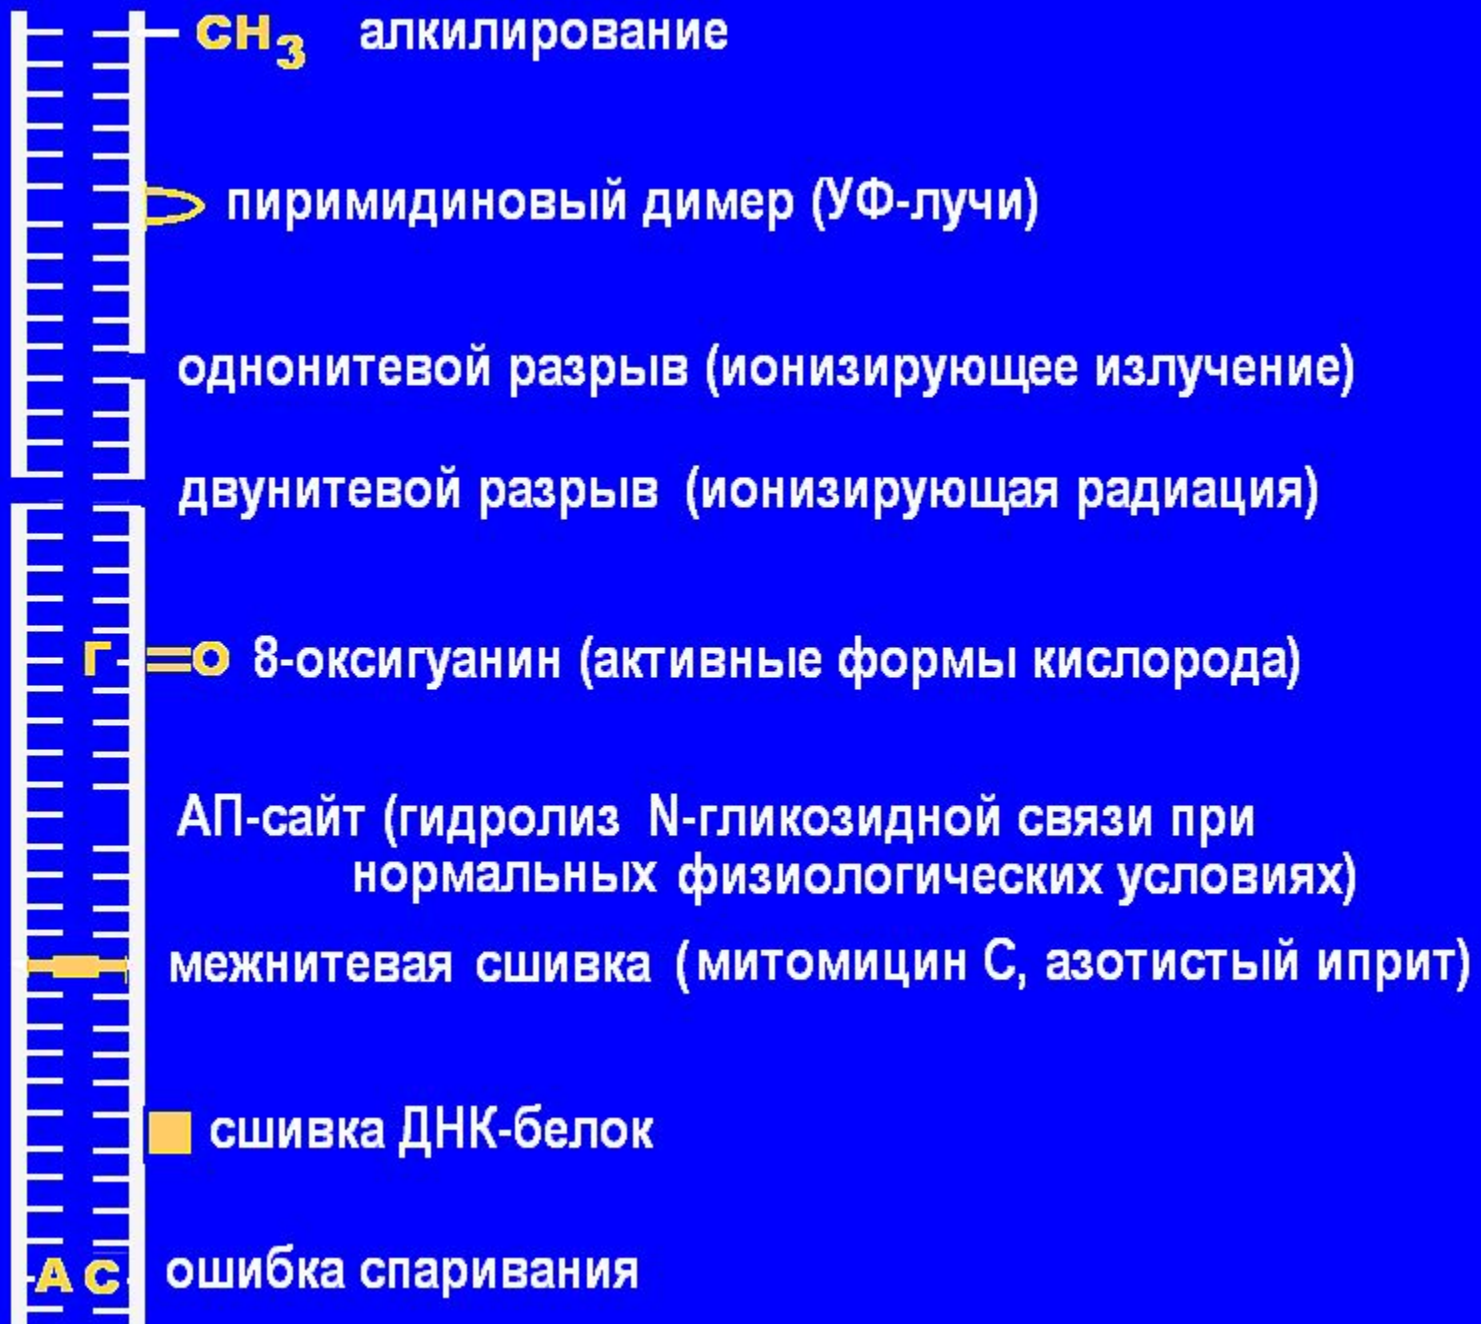 CH3 алкилирование
пиримидиновый димер (УФ-лучи)
однонитевой разрыв (ионизирующее излучение)
двунитевой разрыв (ионизирующая радиация)
Г =О 8-оксигуанин (активные формы кислорода)
АП-сайт (гидролиз N-гликозидной связи при
нормальных физиологических условиях)
межнитевая сшивка (митомицин С, азотистый иприт)
сшивка ДНК-белок
А С ошибка спаривания